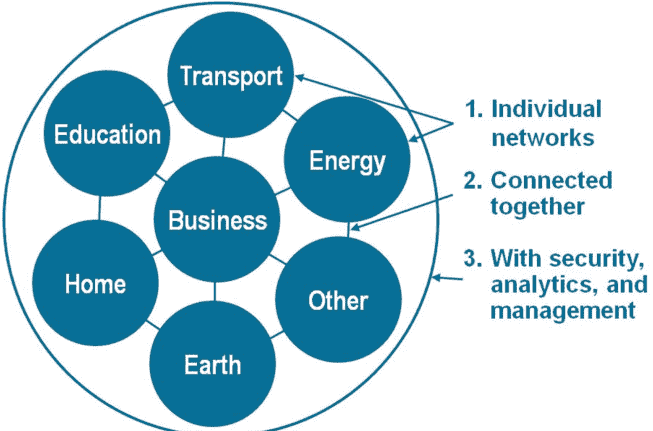 Transport
Education
Energy
Business
Home
Other
Earth
1. Individual
networks
2. Connected
together
3. With security,
analytics, and
management